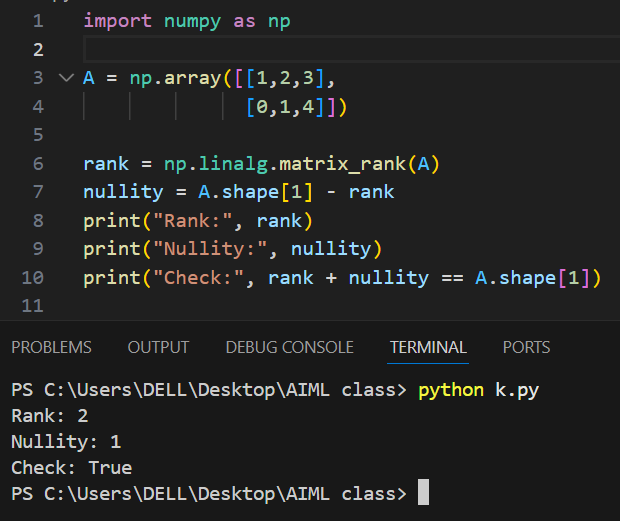 1 import numpy as np
2
3 A = np.array([[1,2,3],
4 [0,1,4]])
5
6 rank = np.linalg.matrix_rank(A)
7 nullity = A.shape[1] - rank
8 print("Rank:", rank)
9 print("Nullity:", nullity)
10 print("Check:", rank + nullity == A.shape[1])
11
PROBLEMS OUTPUT DEBUG CONSOLE TERMINAL PORTS
PS C:\Users\DELL\Desktop\AIML class> python k.py
Rank: 2
Nullity: 1
Check: True
PS C:\Users\DELL\Desktop\AIML class>